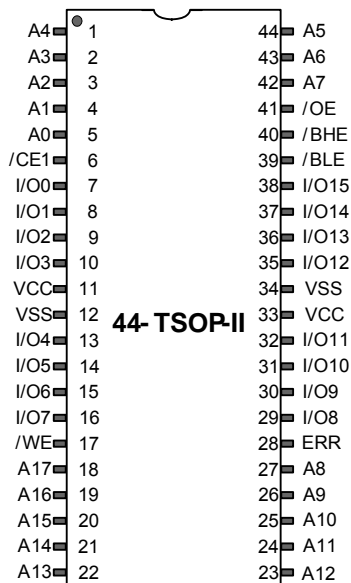 A4 1 44 A5
A3 2 43 A6
A2 3 42 A7
A1 4 41 /OE
A0 5 40 /BHE
/CE1 6 39 /BLE
I/O0 7 38 I/O15
I/O1 8 37 I/O14
I/O2 9 36 I/O13
I/O3 10 35 I/O12
VCC 11 34 VSS
VSS 12 33 VCC
44-TSOP-II
I/O4 13 32 I/O11
I/O5 14 31 I/O10
I/O6 15 30 I/O9
I/O7 16 29 I/O8
/WE 17 28 ERR
A17 18 27 A8
A16 19 26 A9
A15 20 25 A10
A14 21 24 A11
A13 22 23 A12